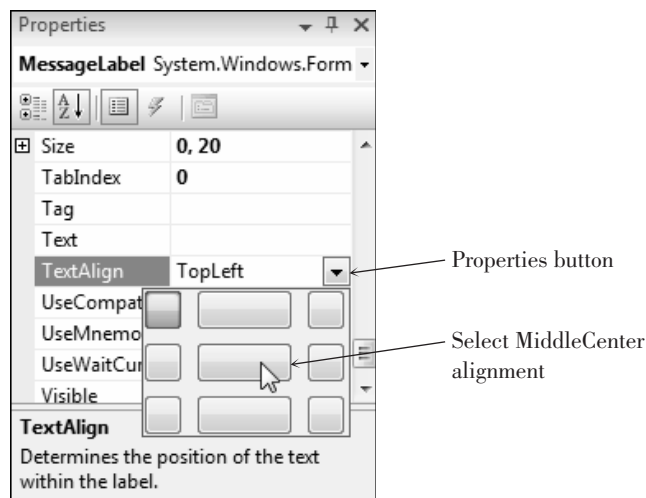 Properties
MessageLabel System.Windows.Form
Size 0, 20
TabIndex 0
Tag
Text
TextAlign TopLeft
Properties button
UseCompat
UseMnemo
UseWaitCur
Select MiddleCenter
alignment
Visible
TextAlign
Determines the position of the text
within the label.